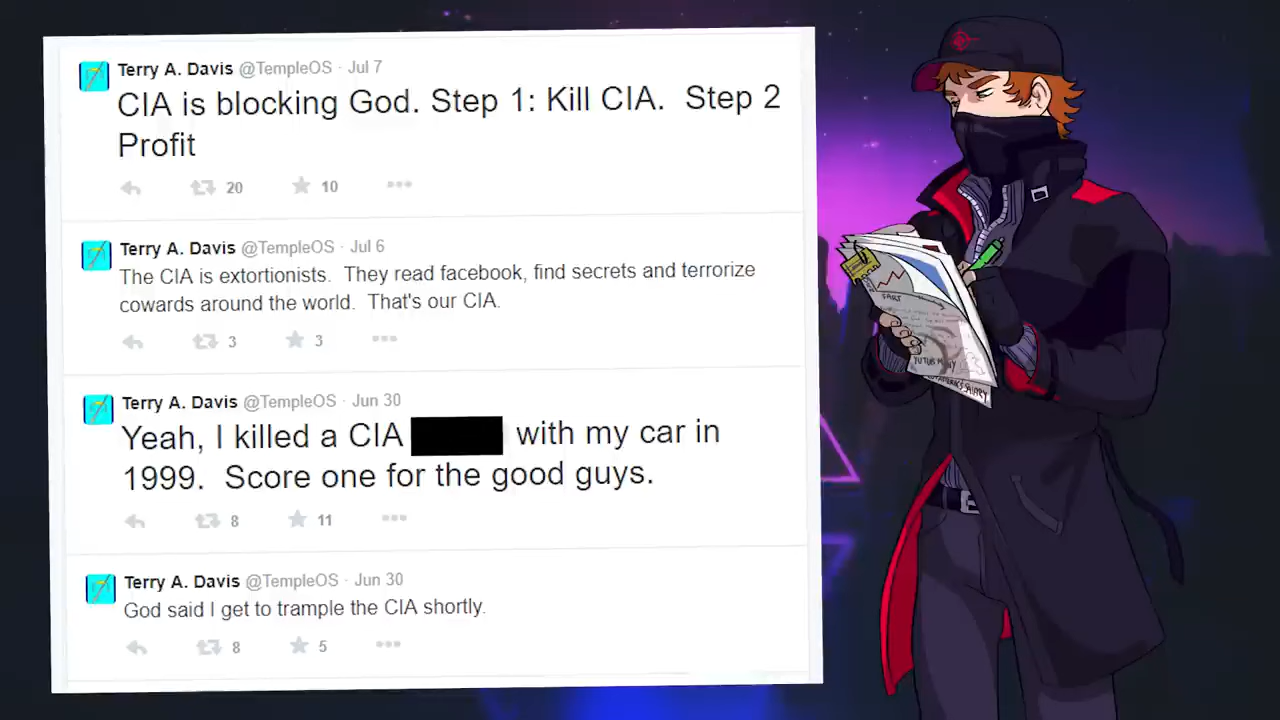 Terry A. Davis @TempleOS · Jul 7
CIA is blocking God. Step 1: Kill CIA.  Step 2
Profit
20 10
Terry A. Davis @TempleOS · Jul 6
The CIA is extortionists.  They read facebook, find secrets and terrorize
cowards around the world.  That's our CIA.
3 3
Terry A. Davis @TempleOS · Jun 30
Yeah, I killed a CIA with my car in
1999.  Score one for the good guys.
8 11
Terry A. Davis @TempleOS · Jun 30
God said I get to trample the CIA shortly.
8 5